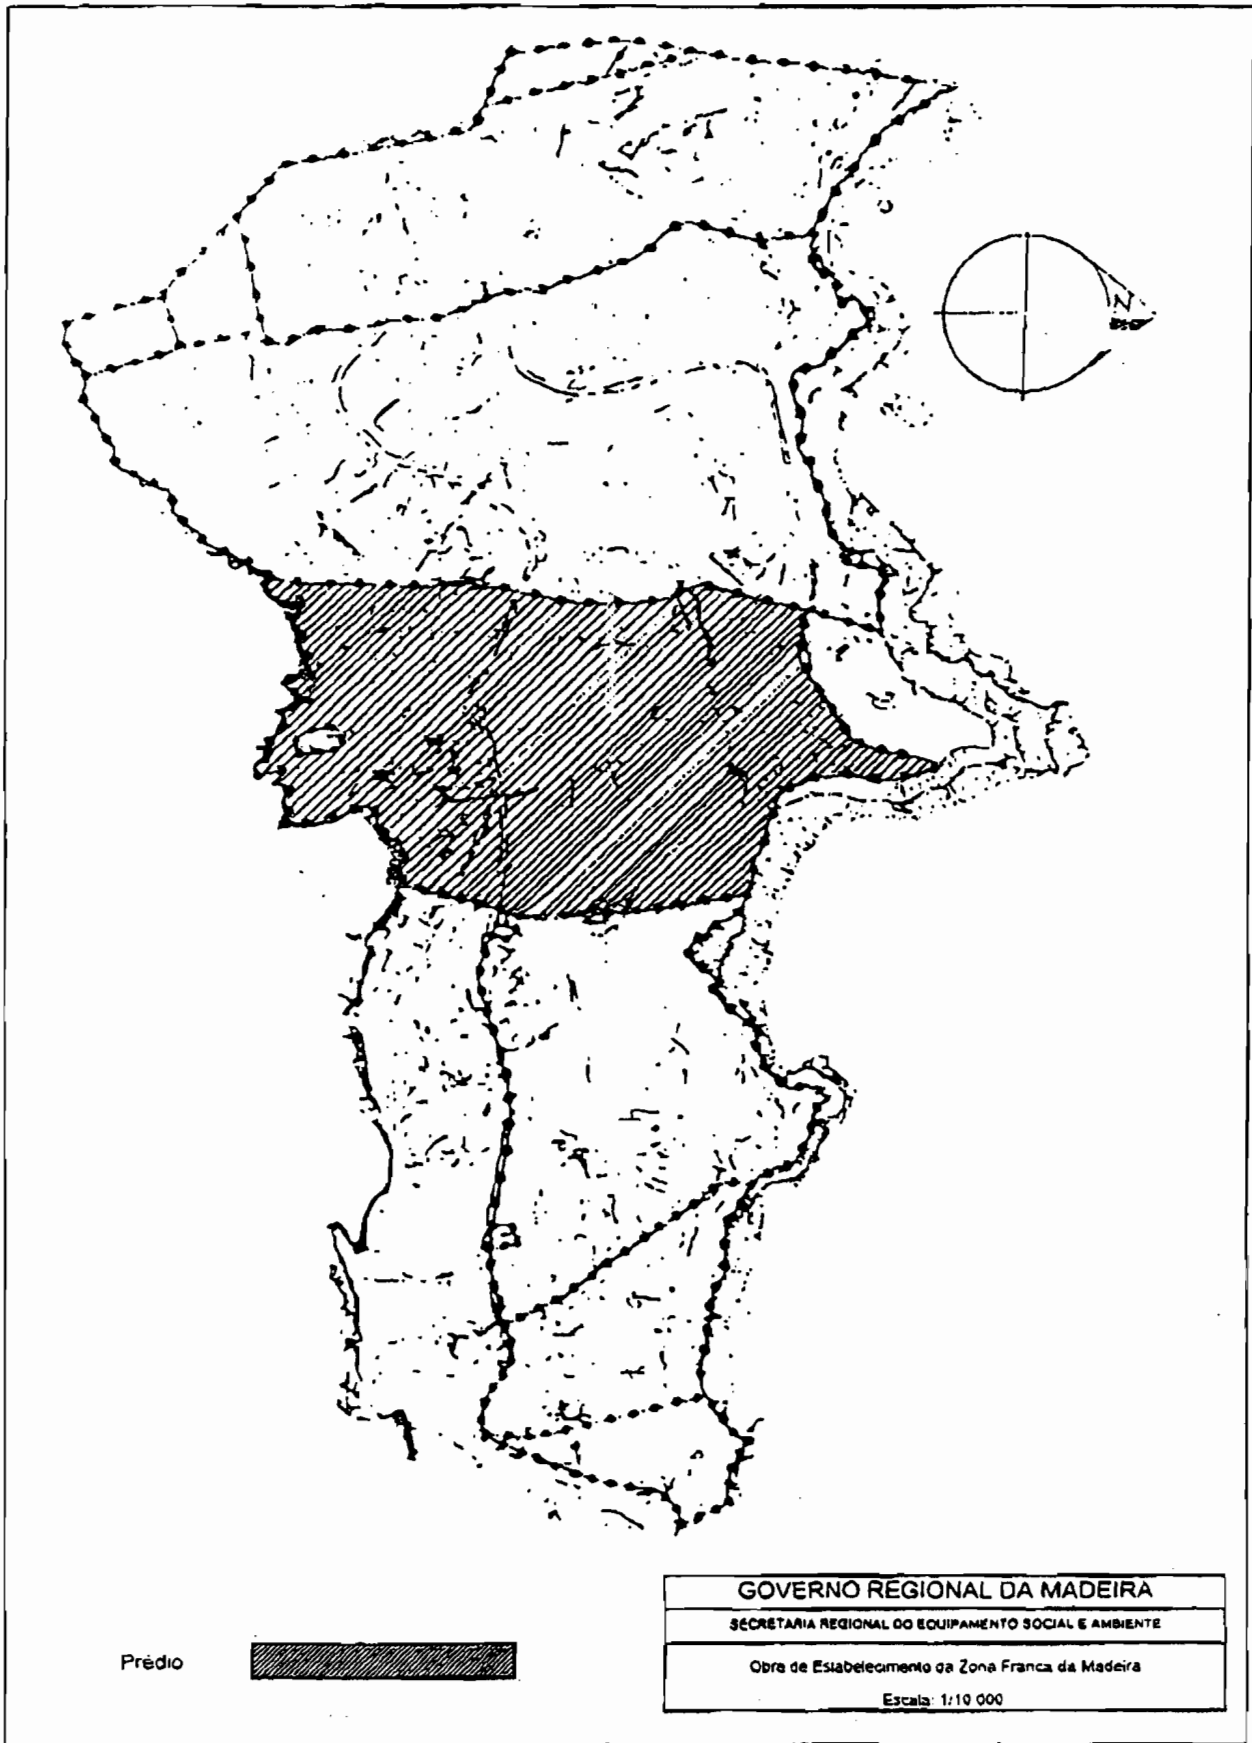 N
Prédio
GOVERNO REGIONAL DA MADEIRA
SECRETARIA REGIONAL DO EQUIPAMENTO SOCIAL E AMBIENTE
Obra de Estabelecimento da Zona Franca da Madeira
Escala: 1/10 000